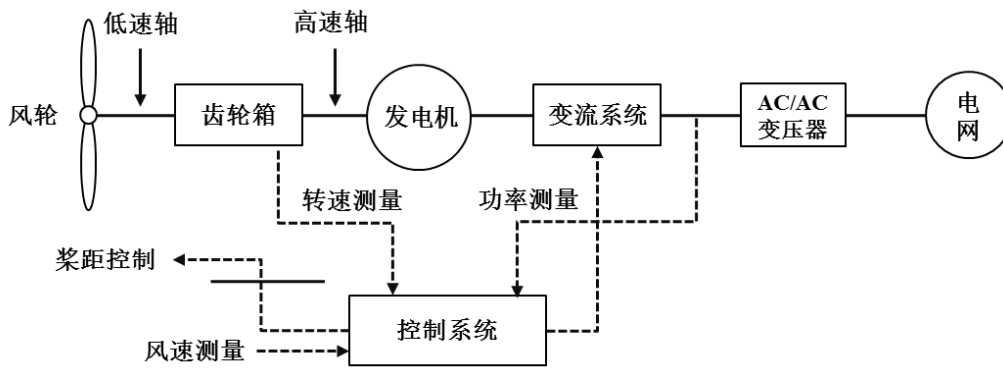 低速轴
高速轴
风轮
齿轮箱
发电机
变流系统
AC/AC
变压器
电
网
转速测量
功率测量
桨距控制
控制系统
风速测量